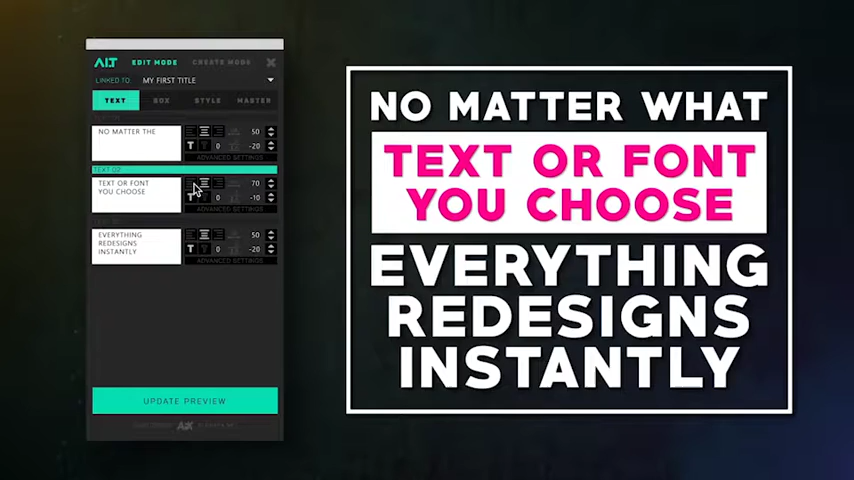 ALT EDIT MODE CREATE MODE X
LINKED TO: MY FIRST TITLE
TEXT BOX STYLE MASTER
NO MATTER THE
50
T T 0 -20
ADVANCED SETTINGS
TEXT 02
TEXT OR FONT
YOU CHOOSE
70
T 0 -10
ADVANCED SETTINGS
EVERYTHING
REDESIGNS
INSTANTLY
50
T T 0 -20
ADVANCED SETTINGS
UPDATE PREVIEW
NO MATTER WHAT
TEXT OR FONT
YOU CHOOSE
EVERYTHING
REDESIGNS
INSTANTLY